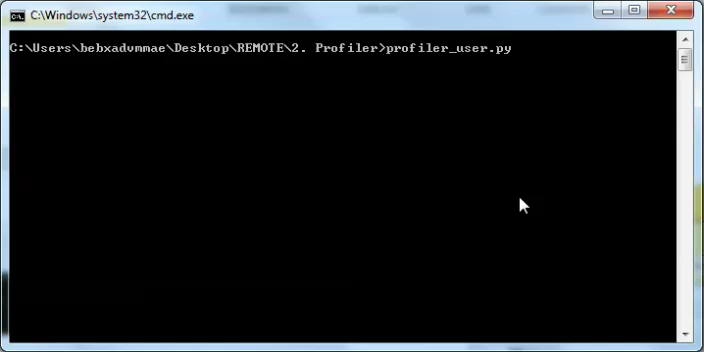 C:\Windows\system32\cmd.exe
C:\Users\bebxadvmmae\Desktop\REMOTE\2. Profiler>profiler_user.py